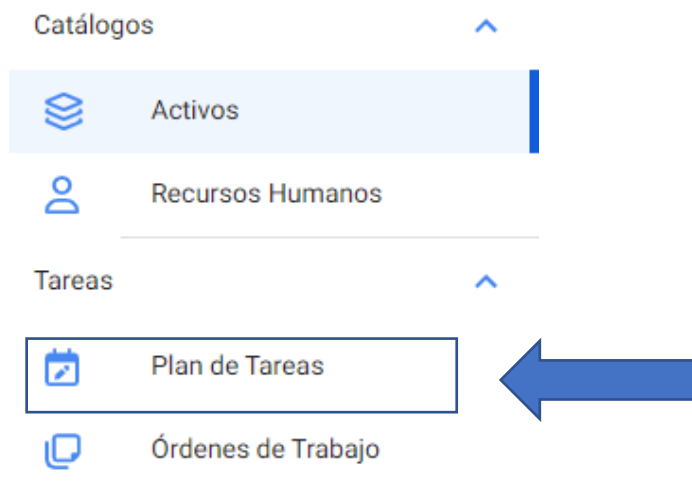 Catálogos
Activos
Recursos Humanos
Tareas
Plan de Tareas
Órdenes de Trabajo